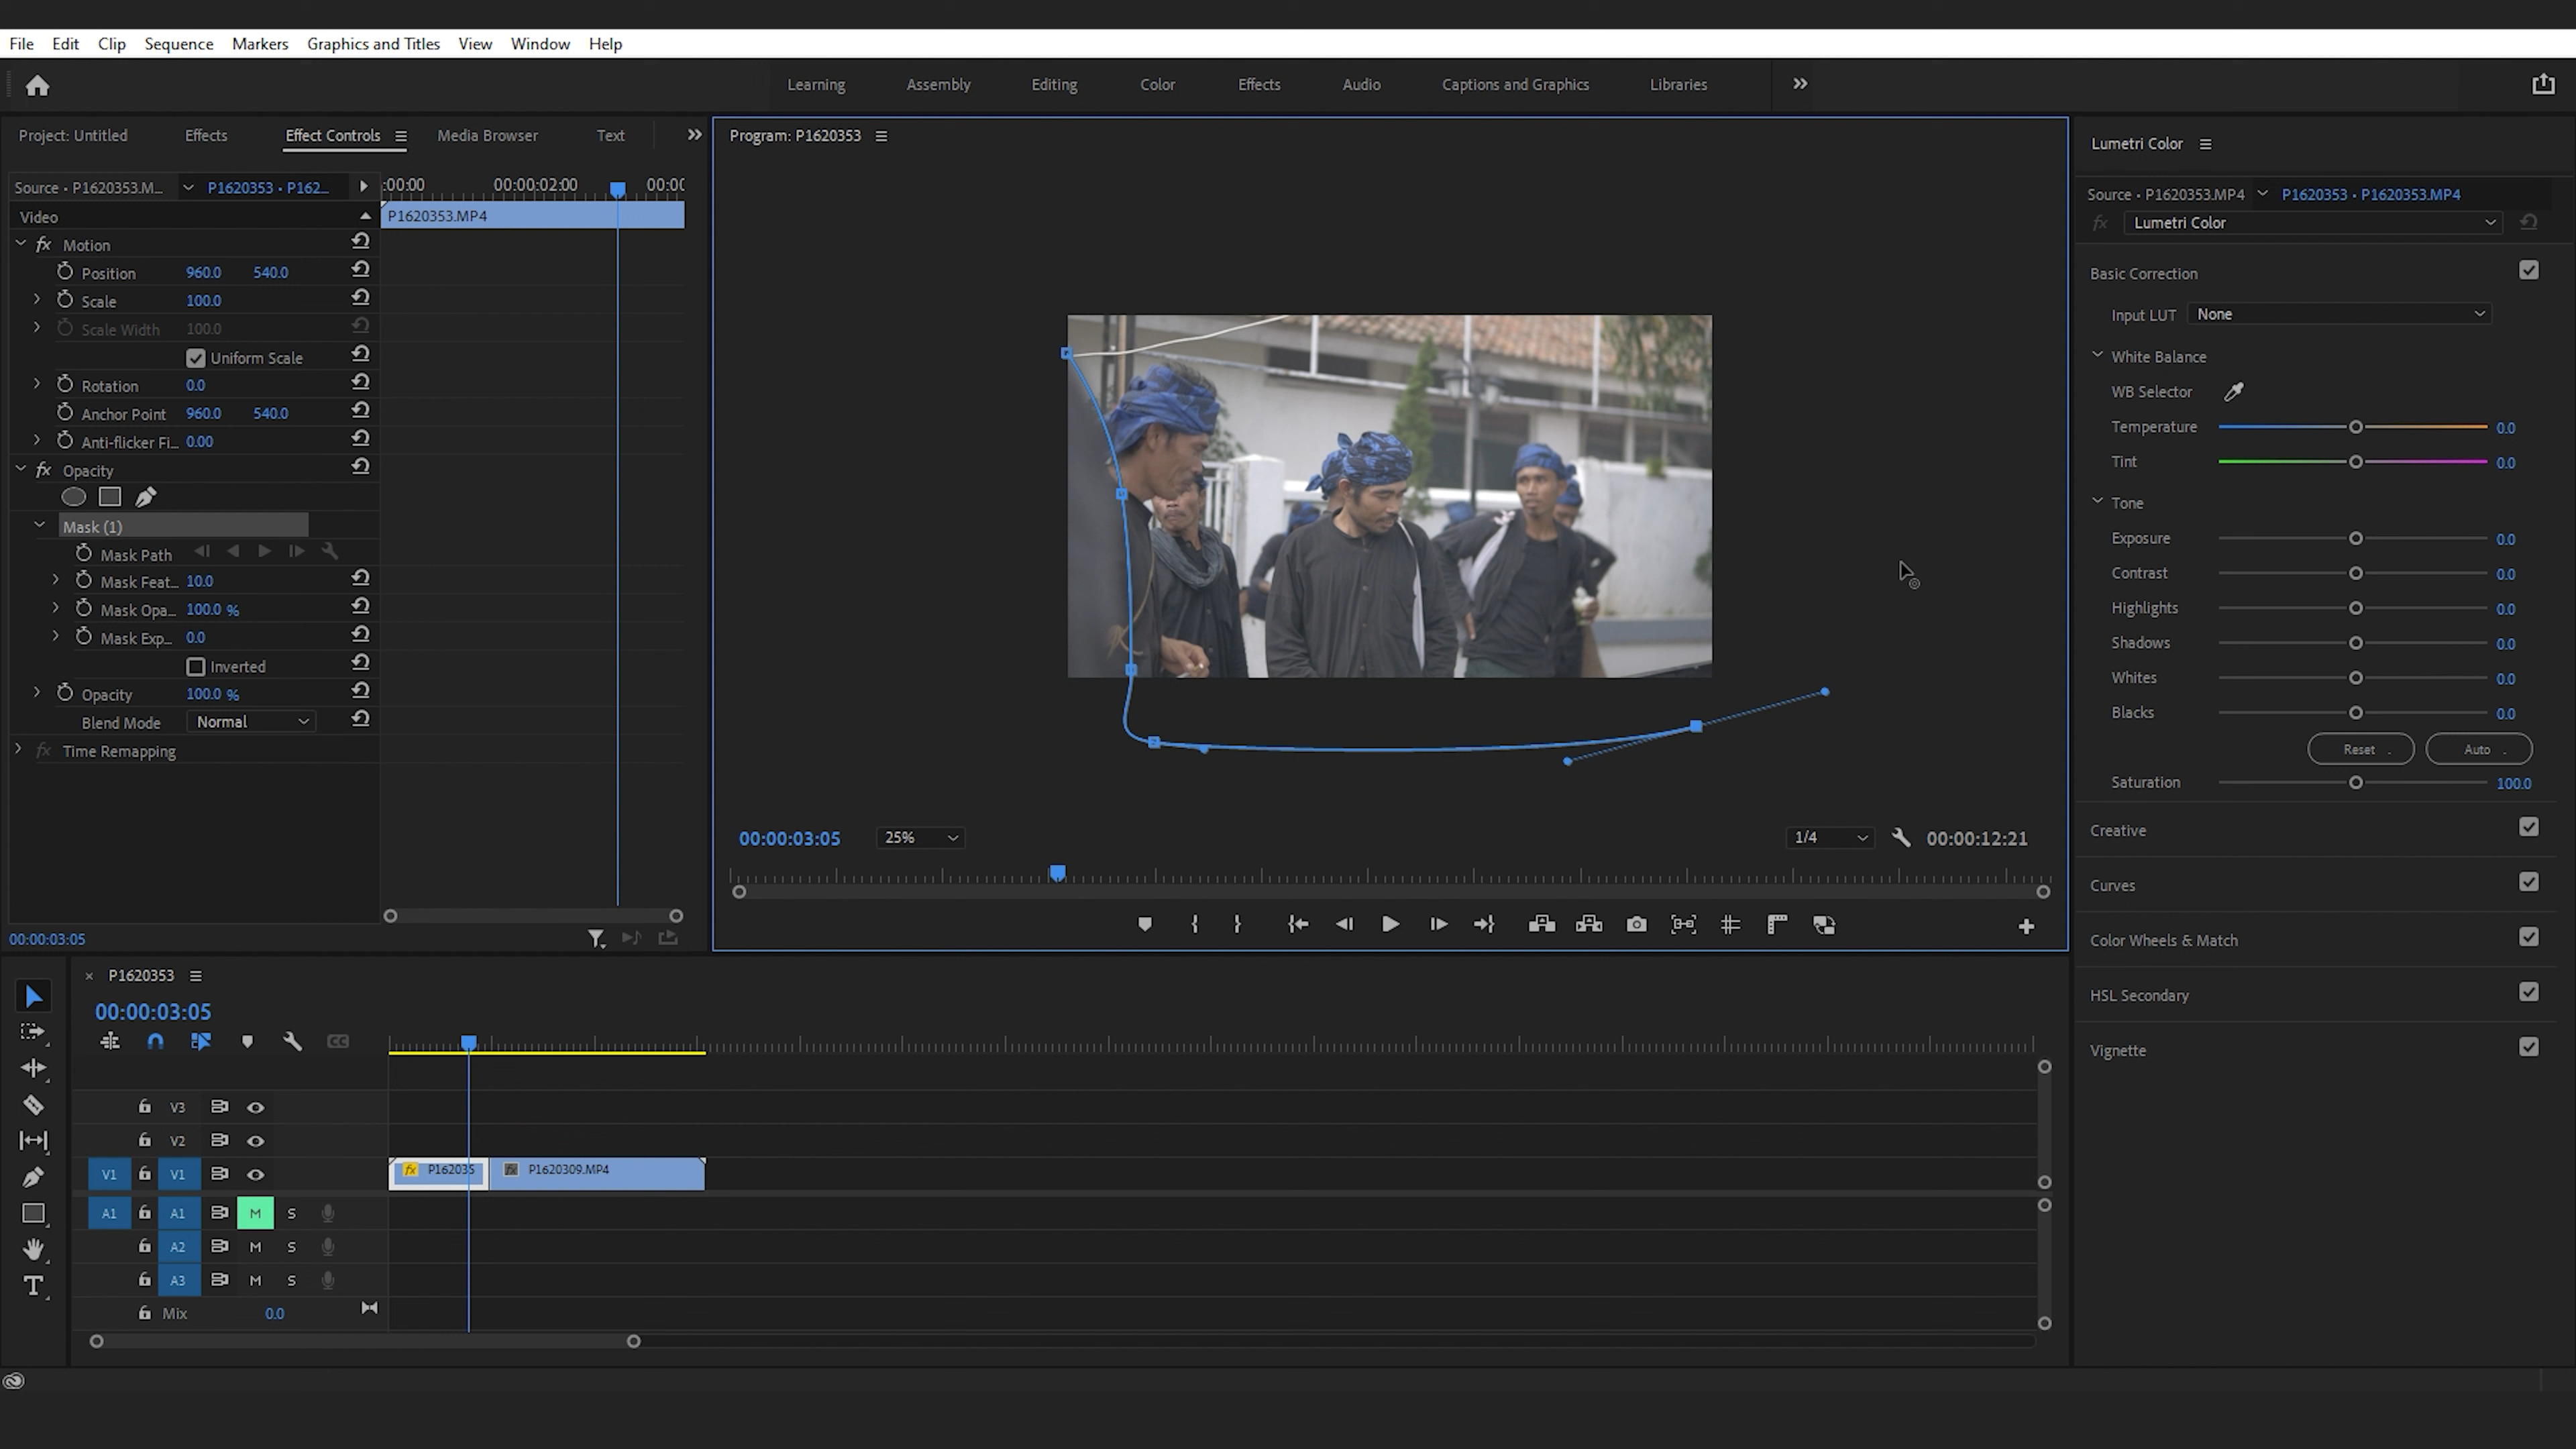 File Edit Clip Sequence Markers Graphics and Titles View Window Help
Learning Assembly Editing Color Effects Audio Captions and Graphics Libraries
Project: Untitled Effects Effect Controls Media Browser Text
Source • P1620353.M... P1620353 • P162...
:00:00 00:00:02:00 00:00
Video
P1620353.MP4
fx Motion
Position 960.0 540.0
Scale 100.0
Scale Width 100.0
Uniform Scale
Rotation 0.0
Anchor Point 960.0 540.0
Anti-flicker Fi... 0.00
fx Opacity
Mask (1)
Mask Path
Mask Feat... 10.0
Mask Opa... 100.0 %
Mask Exp... 0.0
Inverted
Opacity 100.0 %
Blend Mode Normal
fx Time Remapping
00:00:03:05
Program: P1620353
00:00:03:05 25% 1/4 00:00:12:21
Lumetri Color
Source • P1620353.MP4 P1620353 • P1620353.MP4
fx Lumetri Color
Basic Correction
Input LUT None
White Balance
WB Selector
Temperature 0.0
Tint 0.0
Tone
Exposure 0.0
Contrast 0.0
Highlights 0.0
Shadows 0.0
Whites 0.0
Blacks 0.0
Reset Auto
Saturation 100.0
Creative
Curves
Color Wheels & Match
HSL Secondary
Vignette
× P1620353
00:00:03:05
CC
V3
V2
V1 V1 fx P162035 fx P1620309.MP4
A1 A1 M S
A2 M S
A3 M S
Mix 0.0